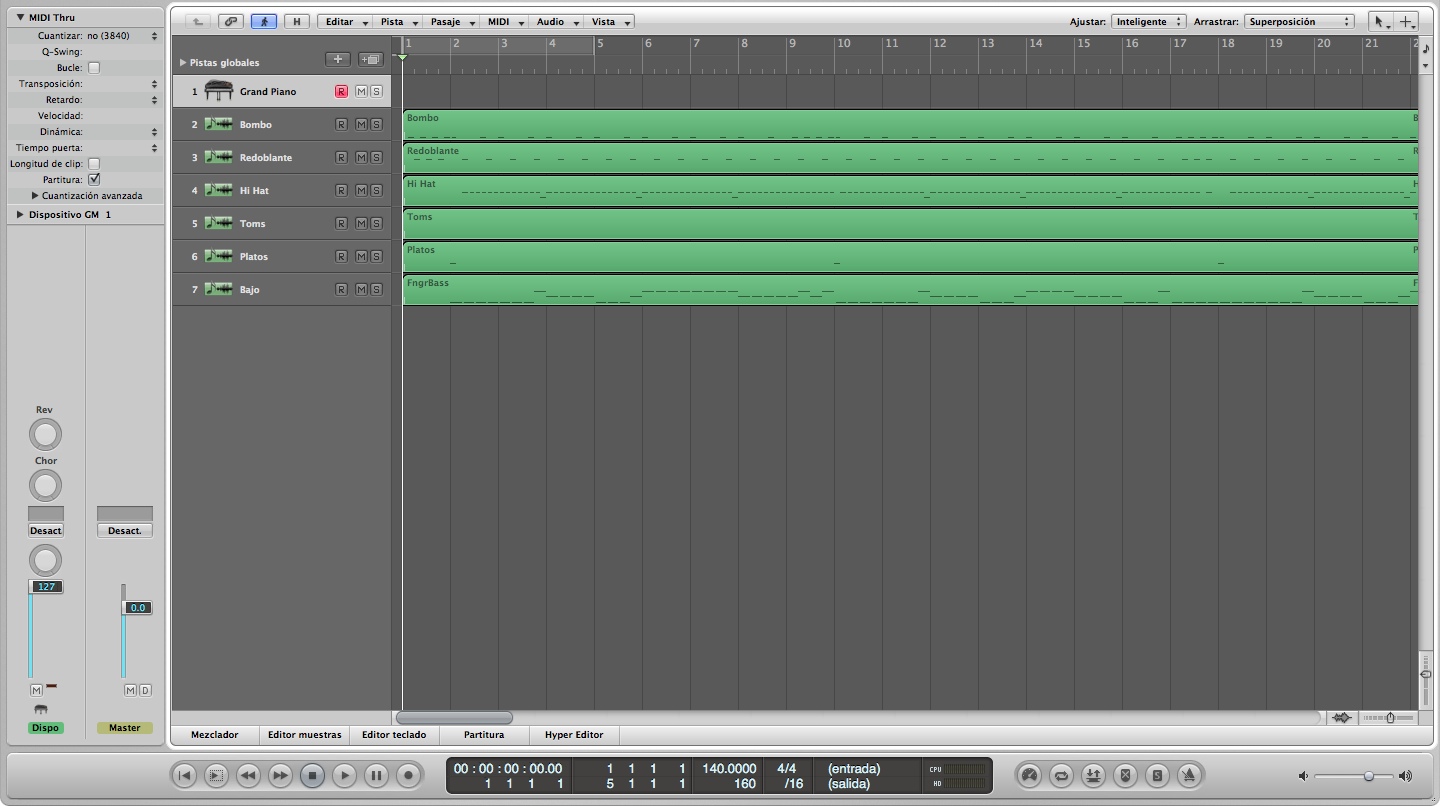 MIDI Thru
Cuantizar: no (3840)
Q-Swing:
Bucle:
Transposición:
Retardo:
Velocidad:
Dinámica:
Tiempo puerta:
Longitud de clip:
Partitura:
Cuantización avanzada
Dispositivo GM 1
Rev
Chor
Desact
Desact.
127
0.0
M
M D
Dispo
Master
H
Editar
Pista
Pasaje
MIDI
Audio
Vista
Ajustar: Inteligente
Arrastrar: Superposición
Pistas globales
1 2 3 4 5 6 7 8 9 10 11 12 13 14 15 16 17 18 19 20 21
1 Grand Piano R M S
2 Bombo R M S
Bombo
3 Redoblante R M S
Redoblante
4 Hi Hat R M S
Hi Hat
5 Toms R M S
Toms
6 Platos R M S
Platos
7 Bajo R M S
FngrBass
Mezclador
Editor muestras
Editor teclado
Partitura
Hyper Editor
00 : 00 : 00 : 00.00 1 1 1 1 140.0000 4/4 (entrada) CPU
1 1 1 1 5 1 1 1 160 /16 (salida) HD
S